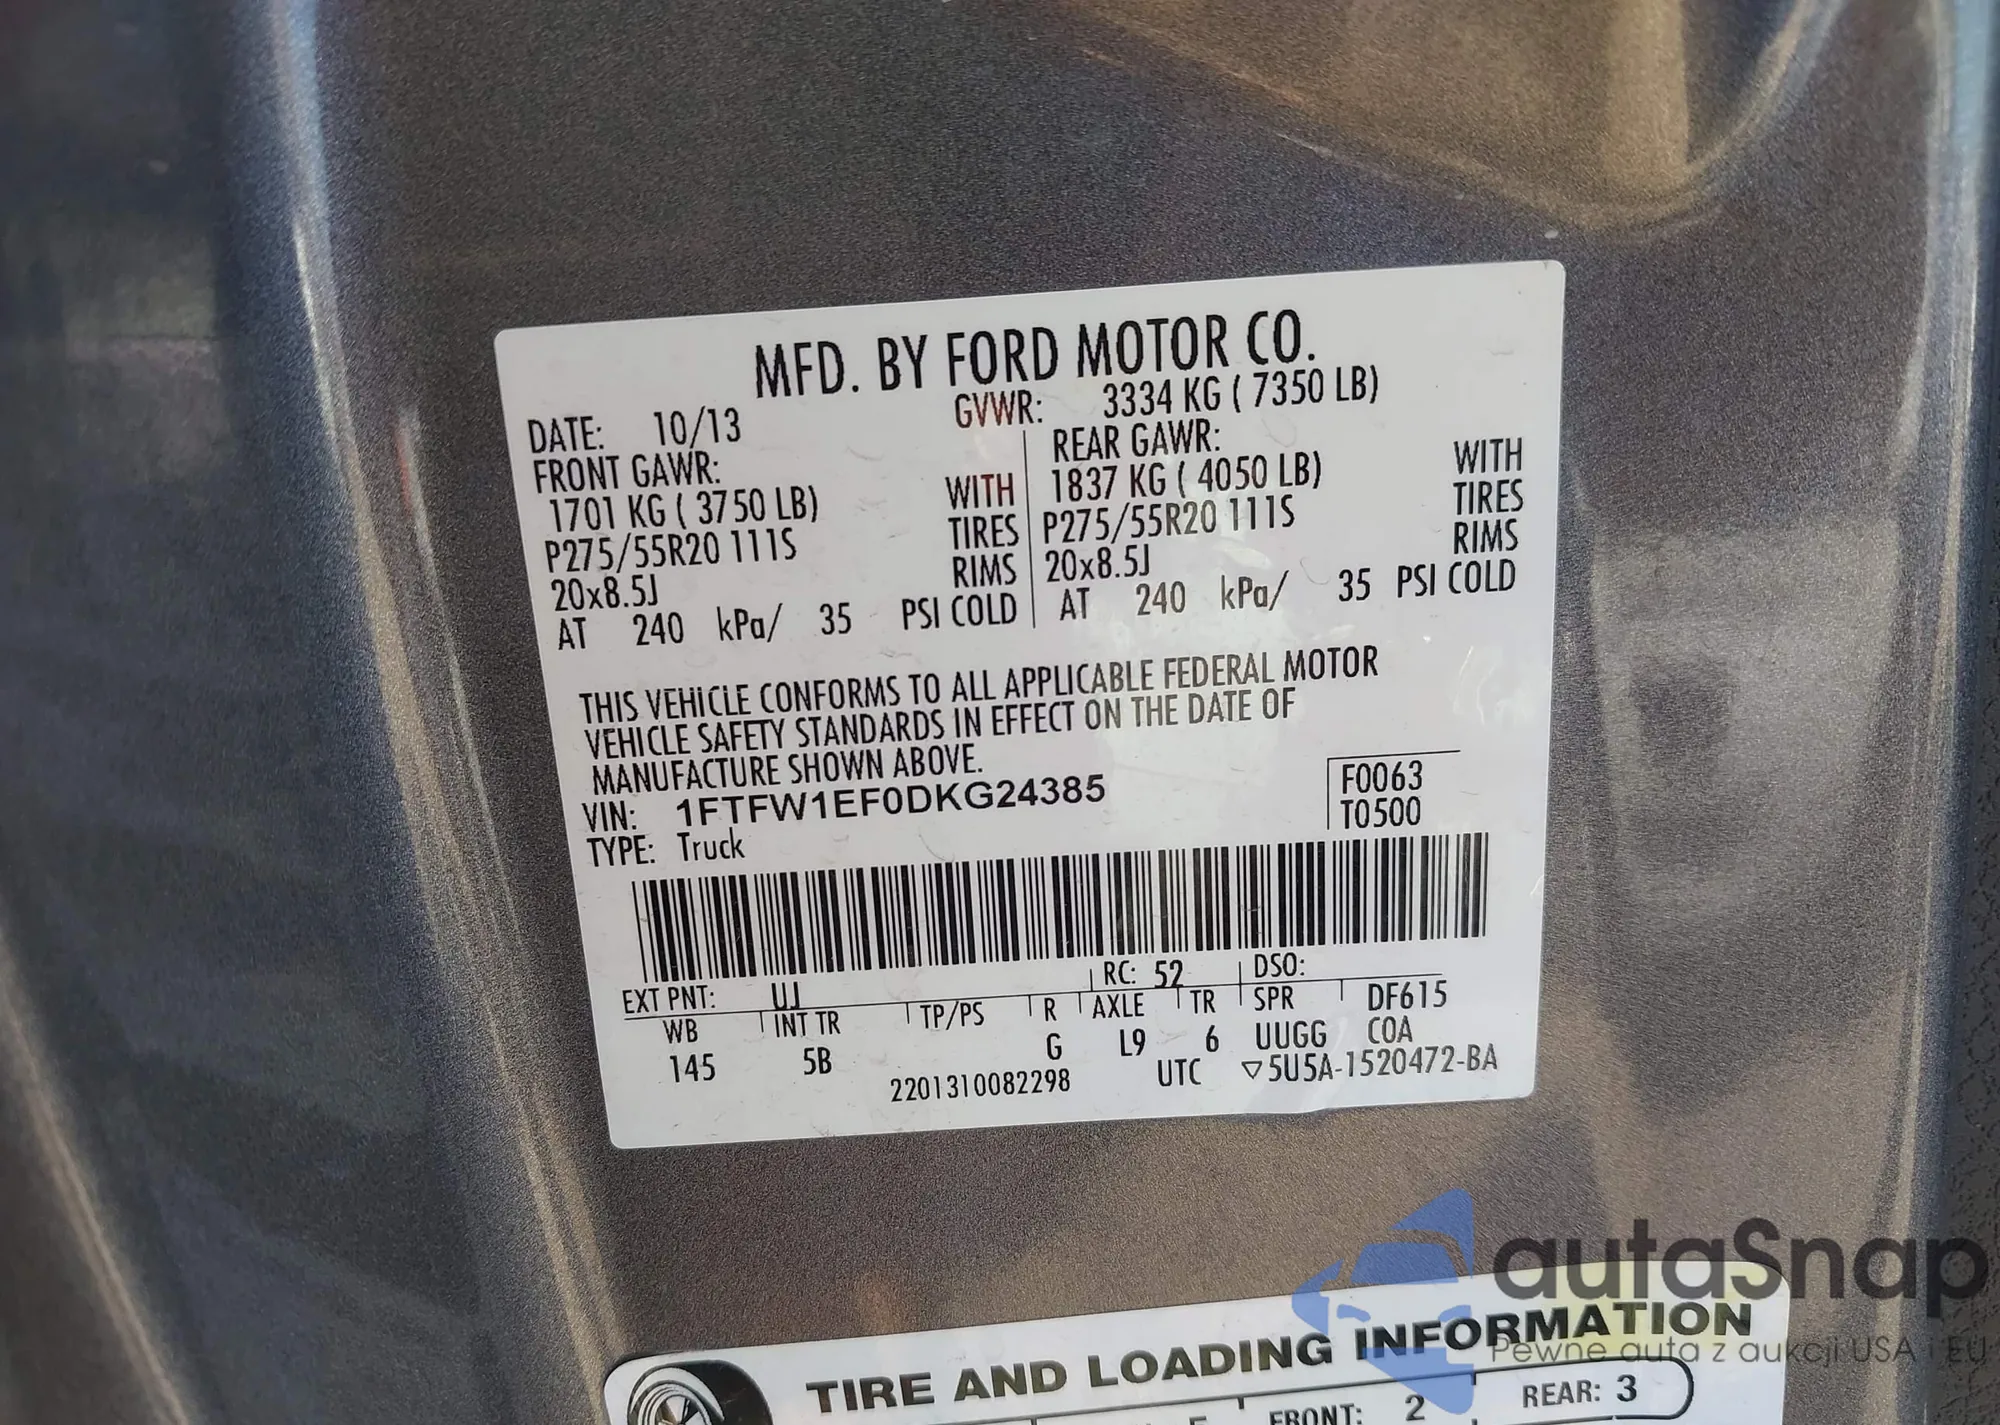 MFD. BY FORD MOTOR CO.
DATE: 10/13 GVWR: 3334 KG ( 7350 LB)
FRONT GAWR: REAR GAWR:
1701 KG ( 3750 LB) WITH 1837 KG ( 4050 LB) WITH
P275/55R20 111S TIRES P275/55R20 111S TIRES
20x8.5J RIMS 20x8.5J RIMS
AT 240 kPa/ 35 PSI COLD AT 240 kPa/ 35 PSI COLD
THIS VEHICLE CONFORMS TO ALL APPLICABLE FEDERAL MOTOR
VEHICLE SAFETY STANDARDS IN EFFECT ON THE DATE OF
MANUFACTURE SHOWN ABOVE.
VIN: 1FTFW1EF0DKG24385 F0063
TYPE: Truck T0500
EXT PNT: UJ RC: 52 DSO:
WB INT TR TP/PS R AXLE TR SPR DF615
145 5B G L9 6 UUGG COA
2201310082298 UTC ▽5U5A-1520472-BA
autaSnap
Pewne auta z aukcji USA i EU
TIRE AND LOADING INFORMATION
FRONT: 2 REAR: 3